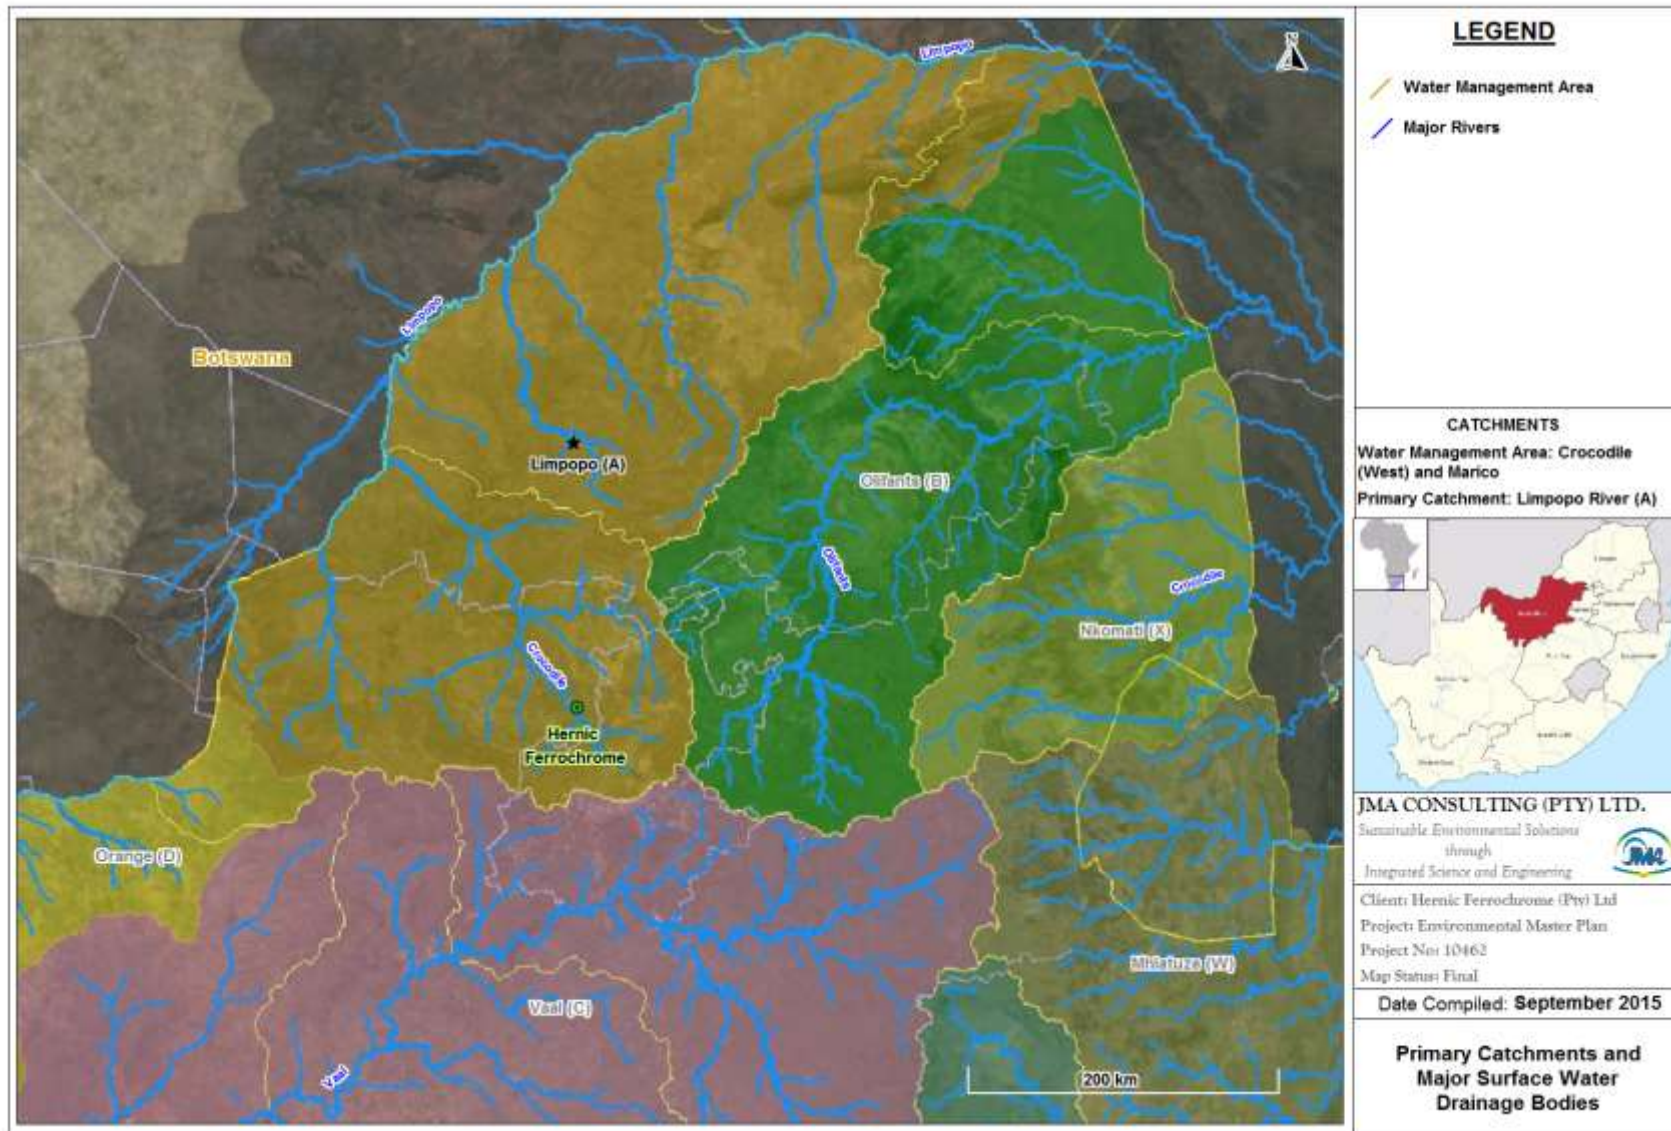 Limpopo
N
Limpopo
Botswana
Limpopo (A)
Olifants (B)
Olifants
Crocodile
Nkomati (X)
Crocodile
Hernic
Ferrochrome
Orange (D)
Mhlatuze (W)
Vaal (C)
Vaal
200 km
LEGEND
Water Management Area
Major Rivers
CATCHMENTS
Water Management Area: Crocodile
(West) and Marico
Primary Catchment: Limpopo River (A)
JMA CONSULTING (PTY) LTD.
Sustainable Environmental Solutions
through
Integrated Science and Engineering
JMA
Client: Hernic Ferrochrome (Pty) Ltd
Project: Environmental Master Plan
Project No: 10462
Map Status: Final
Date Compiled: September 2015
Primary Catchments and
Major Surface Water
Drainage Bodies